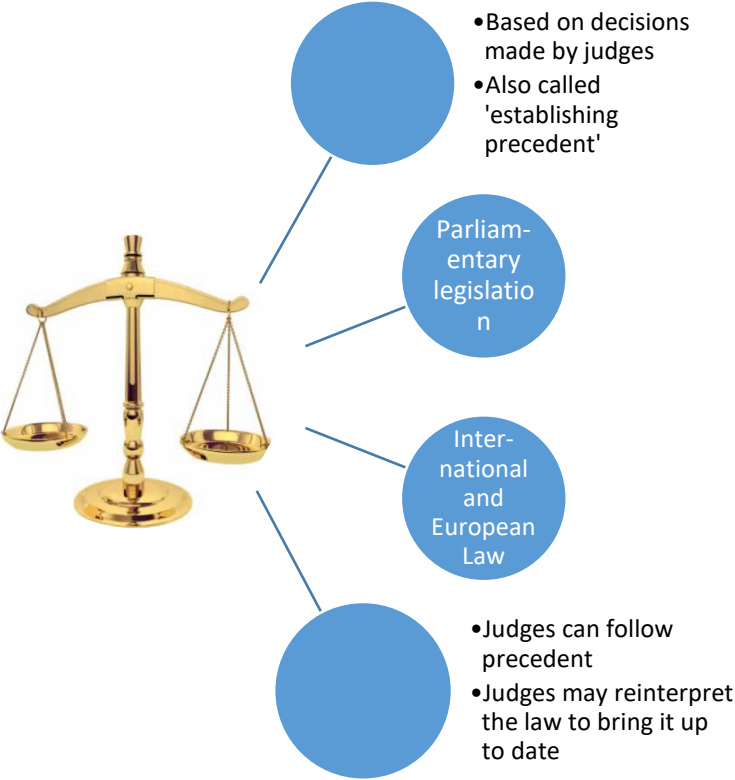 •Based on decisions
made by judges
•Also called
'establishing
precedent'
Parliam-
entary
legislatio
n
Inter-
national
and
European
Law
•Judges can follow
precedent
•Judges may reinterpret
the law to bring it up
to date